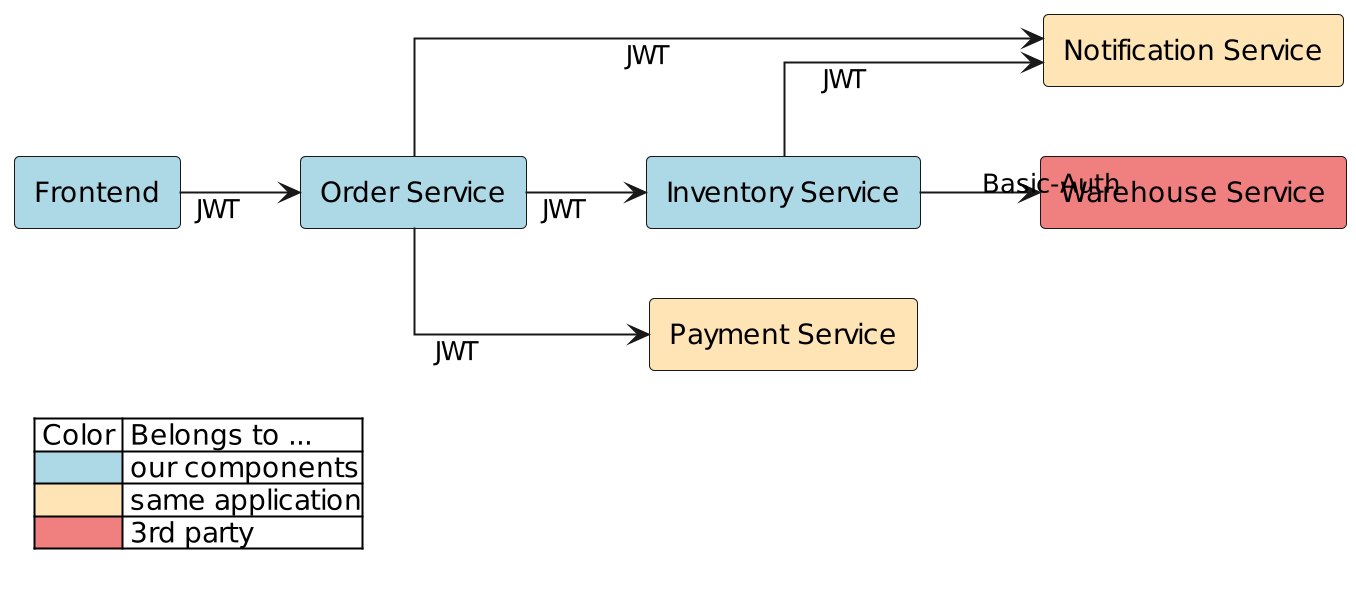 JWT
Notification Service
JWT
Frontend
JWT
Order Service
JWT
Inventory Service
Basic-Auth
Warehouse Service
JWT
Payment Service
Color Belongs to ...
our components
same application
3rd party